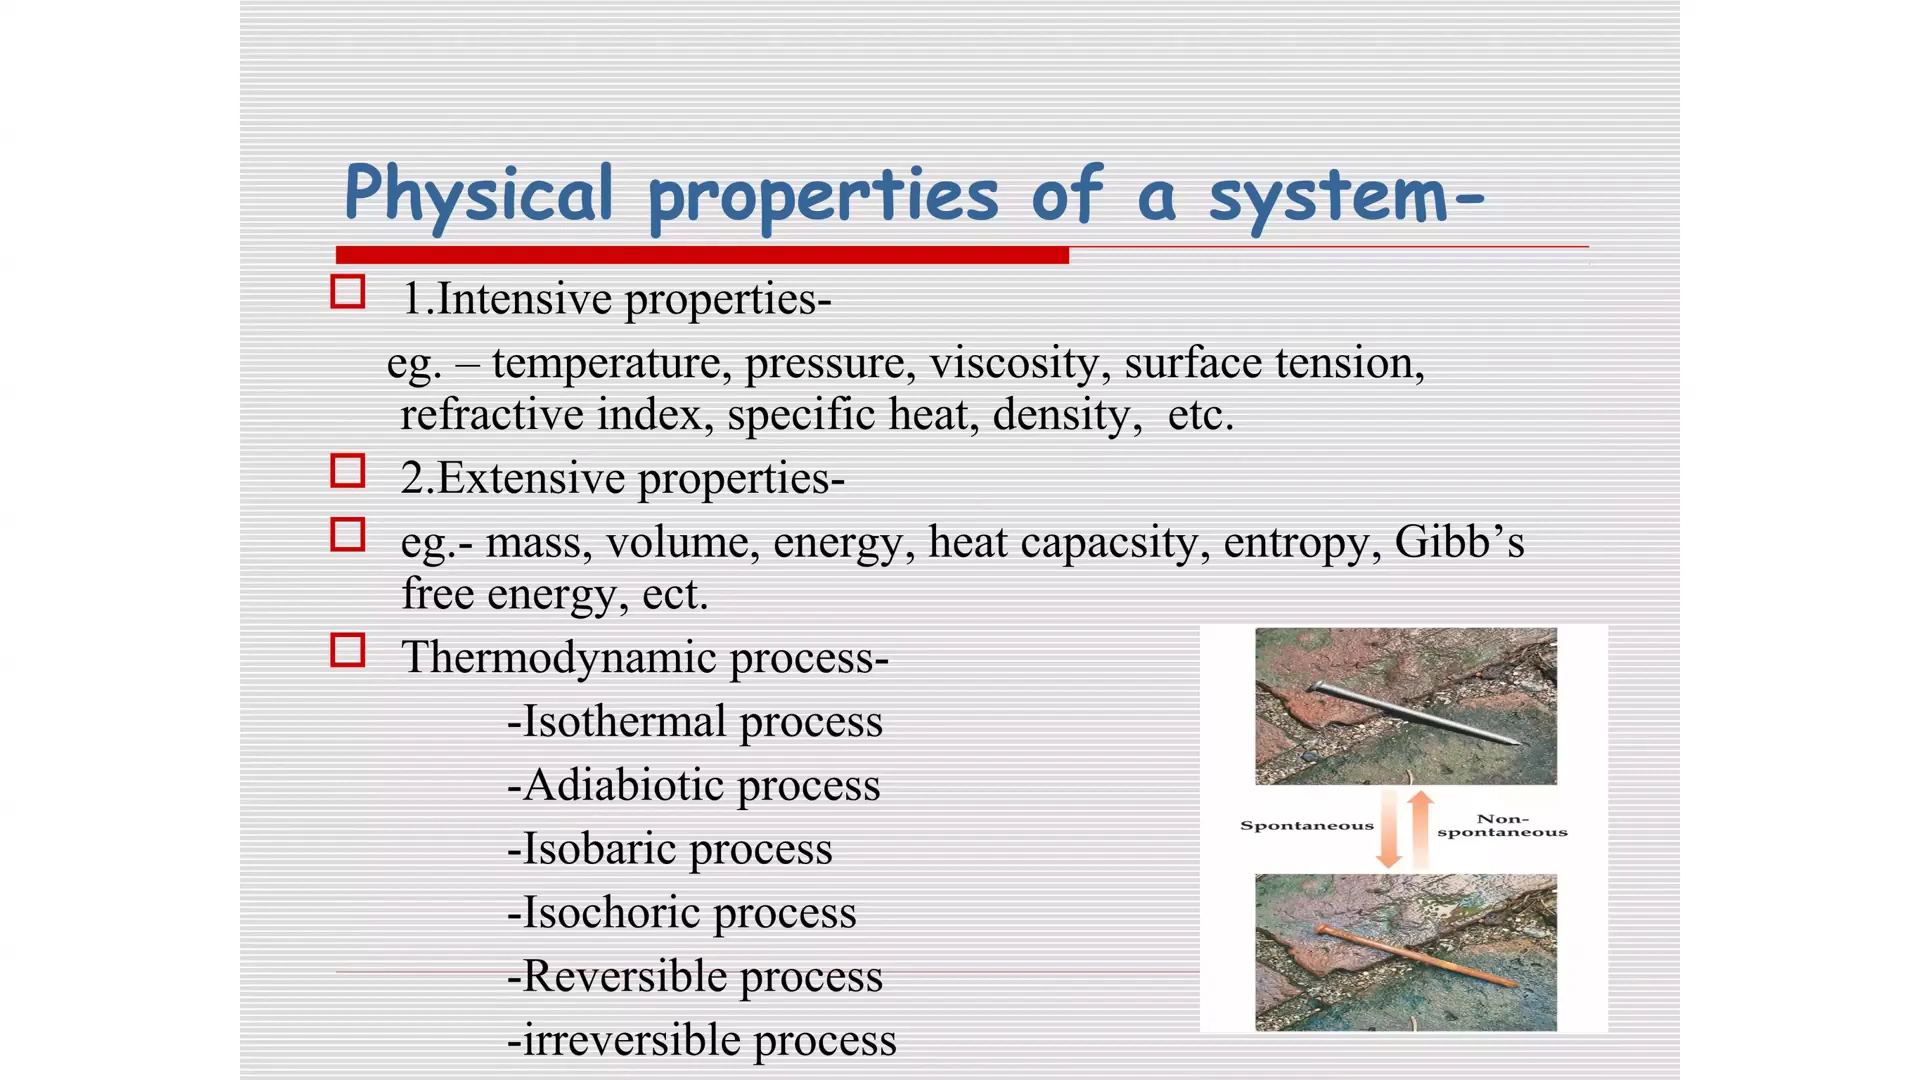 Physical properties of a system-
1.Intensive properties-
eg. – temperature, pressure, viscosity, surface tension,
refractive index, specific heat, density, etc.
2.Extensive properties-
eg.- mass, volume, energy, heat capacsity, entropy, Gibb’s
free energy, ect.
Thermodynamic process-
-Isothermal process
-Adiabiotic process
-Isobaric process
-Isochoric process
-Reversible process
-irreversible process
Spontaneous
Non-
spontaneous